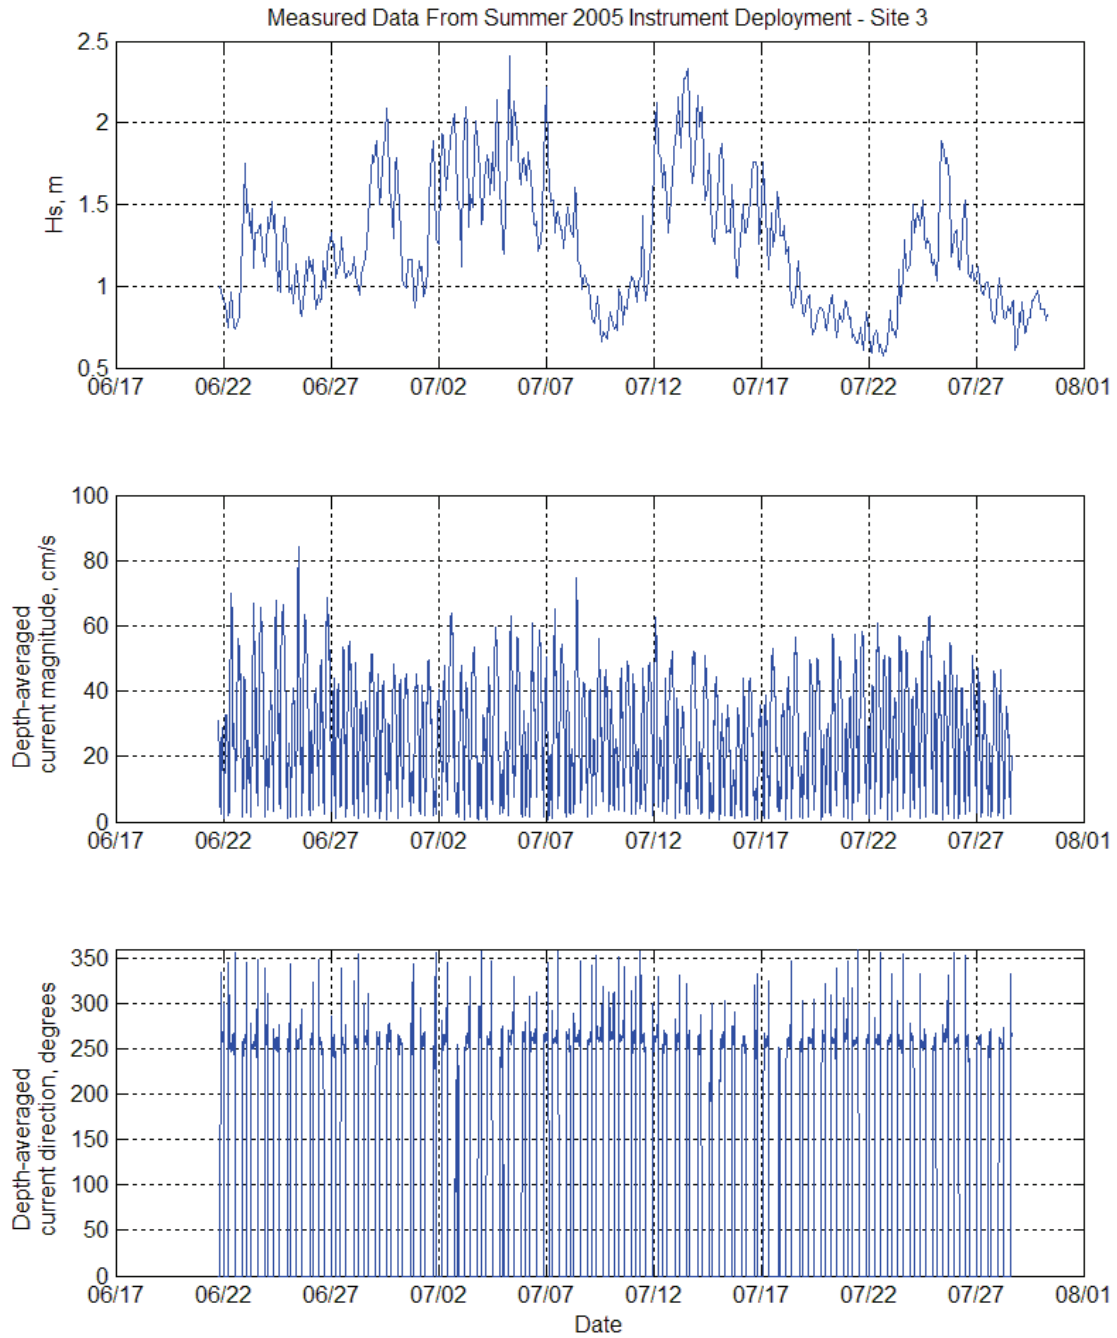 Measured Data From Summer 2005 Instrument Deployment - Site 3
2.5
2
1.5
1
0.5
Hs, m
06/17 06/22 06/27 07/02 07/07 07/12 07/17 07/22 07/27 08/01
100
80
60
40
20
0
Depth-averaged
current magnitude, cm/s
06/17 06/22 06/27 07/02 07/07 07/12 07/17 07/22 07/27 08/01
350
300
250
200
150
100
50
0
Depth-averaged
current direction, degrees
06/17 06/22 06/27 07/02 07/07 07/12 07/17 07/22 07/27 08/01
Date